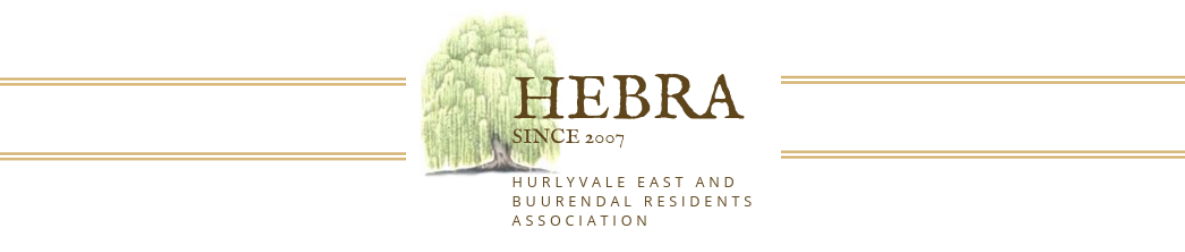 HEBRA
SINCE 2007
HURLYVALE EAST AND
BUURENDAL RESIDENTS
ASSOCIATION